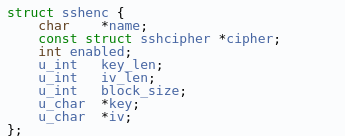 struct sshenc {
    char    *name;
    const struct sshcipher *cipher;
    int enabled;
    u_int   key_len;
    u_int   iv_len;
    u_int   block_size;
    u_char  *key;
    u_char  *iv;
};